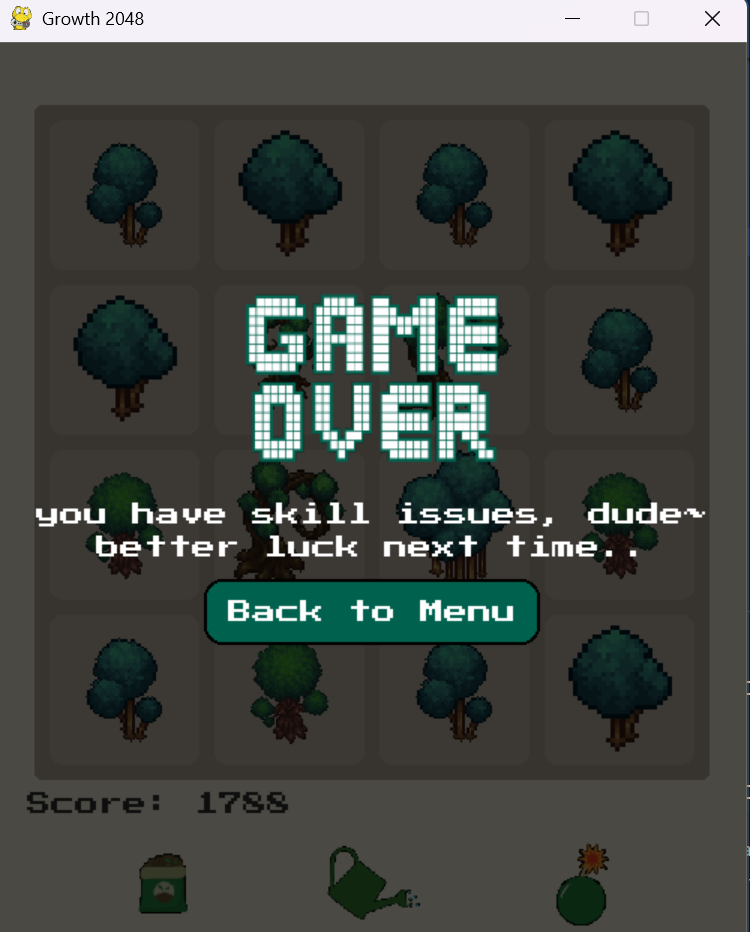 Growth 2048
GAME
OVER
you have skill issues, dude~
better luck next time..
Back to Menu
Score: 1788